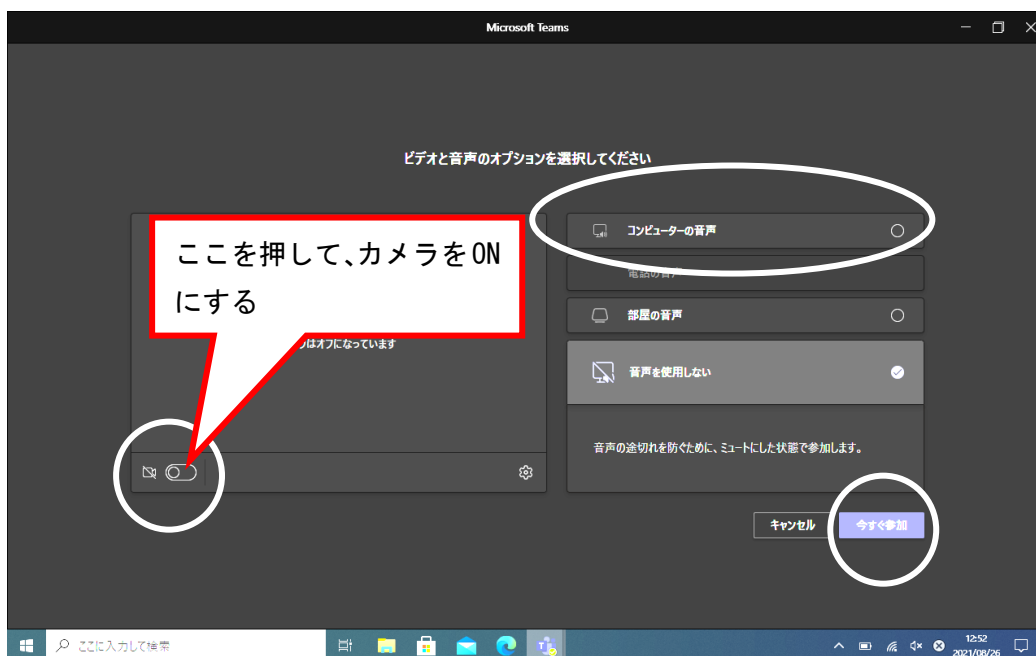 Microsoft Teams
ビデオと音声のオプションを選択してください
ここを押して、カメラをON
にする
はオフになっています
コンピューターの音声
電話の音声
部屋の音声
音声を使用しない
音声の途切れを防ぐために、ミュートにした状態で参加します。
キャンセル
今すぐ参加
ここに入力して検索
12:52
2021/08/26